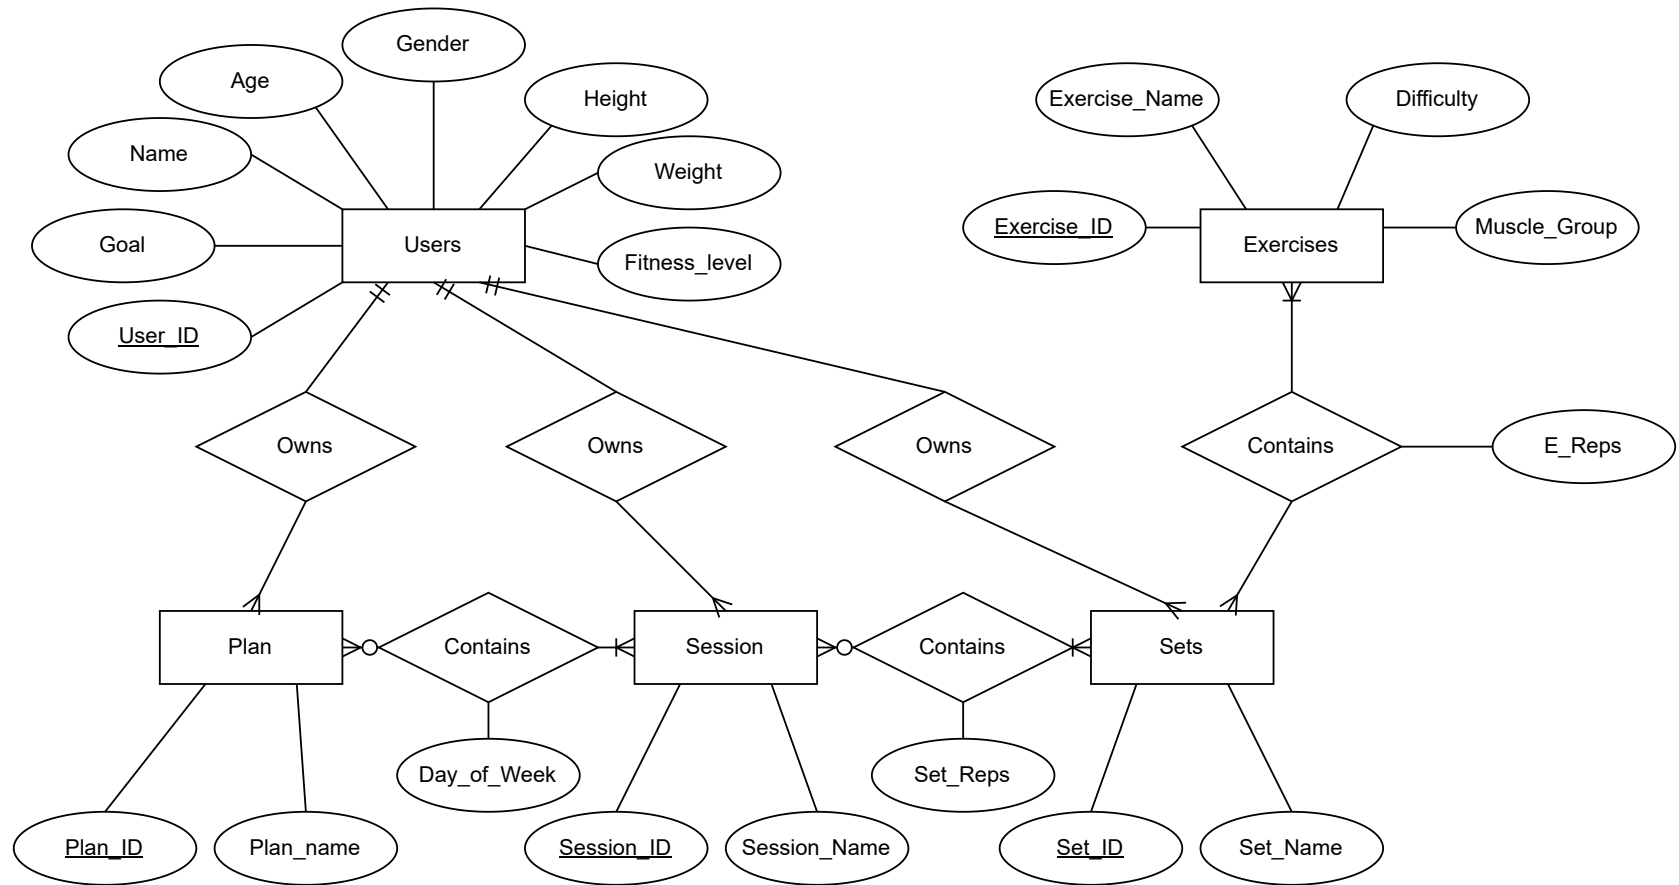 Gender
Age
Height
Exercise_Name
Difficulty
Name
Weight
Goal
Users
Fitness_level
Exercise_ID
Exercises
Muscle_Group
User_ID
Owns
Owns
Owns
Contains
E_Reps
Plan
Contains
Session
Contains
Sets
Day_of_Week
Set_Reps
Plan_ID
Plan_name
Session_ID
Session_Name
Set_ID
Set_Name